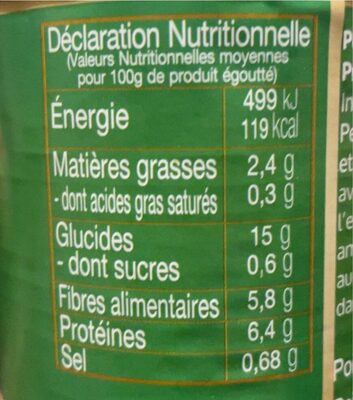 Déclaration Nutritionnelle
(Valeurs Nutritionnelles moyennes
pour 100g de produit égoutté)
Énergie 499 kJ
119 kcal
Matières grasses 2,4 g
- dont acides gras saturés 0,3 g
Glucides 15 g
- dont sucres 0,6 g
Fibres alimentaires 5,8 g
Protéines 6,4 g
Sel 0,68 g